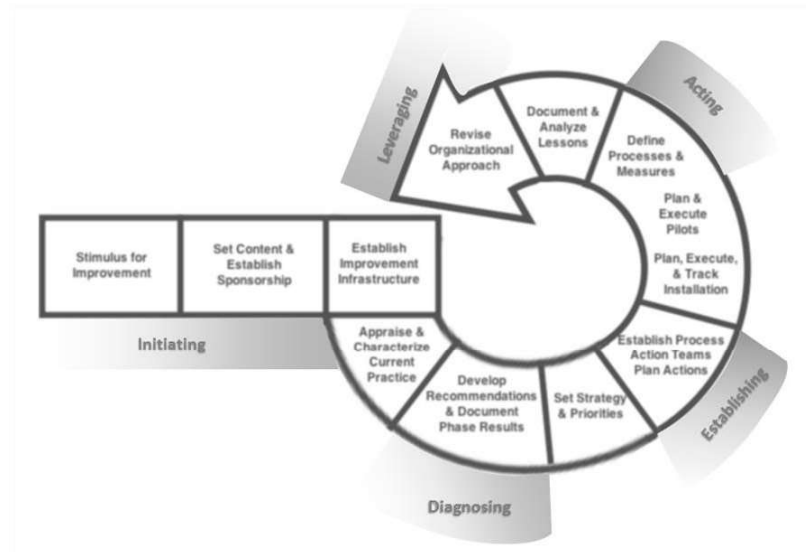 Stimulus for
Improvement
Set Content &
Establish
Sponsorship
Establish
Improvement
Infrastructure
Initiating
Appraise &
Characterize
Current
Practice
Develop
Recommendations
& Document
Phase Results
Diagnosing
Set Strategy
& Priorities
Establish Process
Action Teams
Plan Actions
Establishing
Plan, Execute,
& Track
Installation
Plan &
Execute
Pilots
Define
Processes &
Measures
Acting
Document &
Analyze
Lessons
Revise
Organizational
Approach
Leveraging